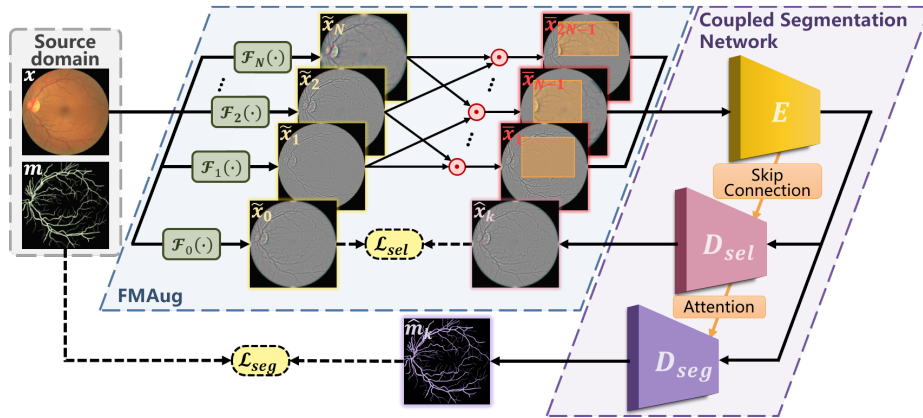 Source
domain
x
m
F_N(·)
⋮
F_2(·)
F_1(·)
F_0(·)
x̃_N
x̃_2
x̃_1
x̃_0
⋮
⋮
x̄_{2N−1}
x̄_{N−1}
x̂_k
L_sel
FMAug
Coupled Segmentation
Network
E
Skip
Connection
D_sel
Attention
D_seg
m̂_k
L_seg